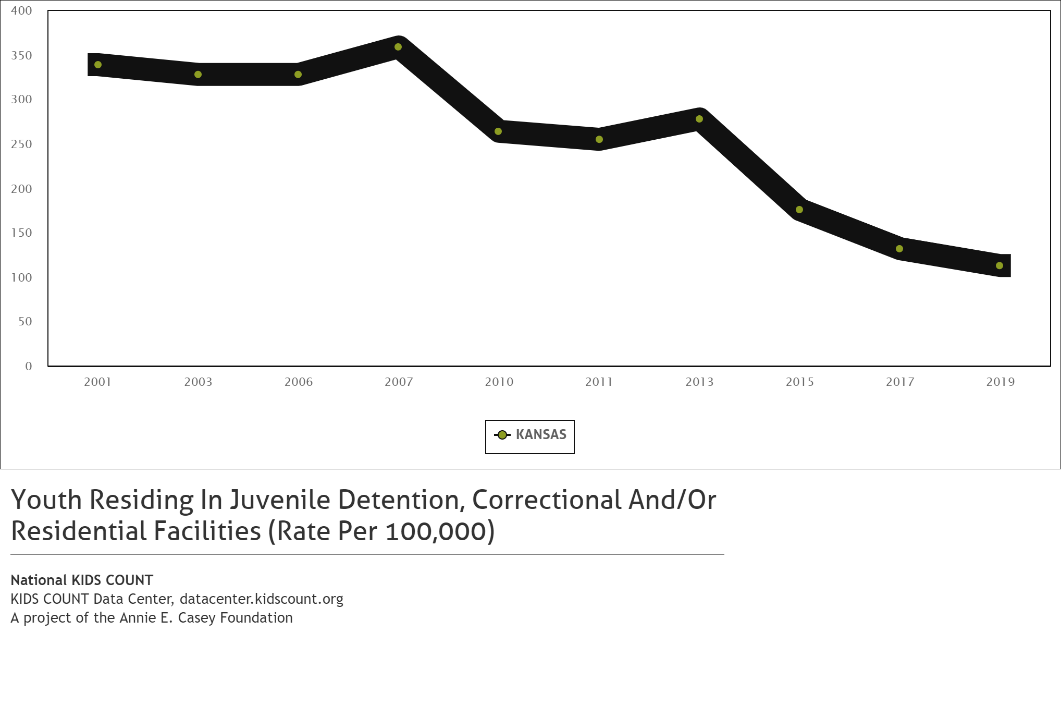 400
350
300
250
200
150
100
50
0
2001 2003 2006 2007 2010 2011 2013 2015 2017 2019
KANSAS
Youth Residing In Juvenile Detention, Correctional And/Or
Residential Facilities (Rate Per 100,000)
National KIDS COUNT
KIDS COUNT Data Center, datacenter.kidscount.org
A project of the Annie E. Casey Foundation